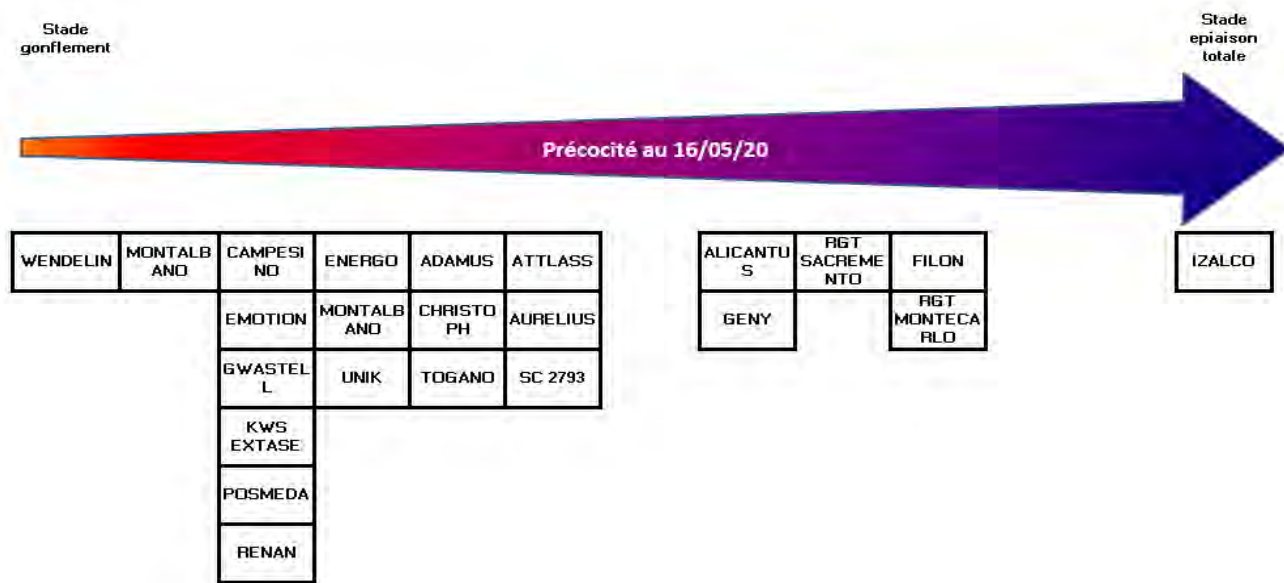 Stade
gonflement
Stade
epiaison
totale
Précocité au 16/05/20
WENDELIN
MONTALB
ANO
CAMPESI
NO
ENERGO
ADAMUS
ATTLASS
ALICANTU
S
RGT
SACREME
NTO
FILON
IZALCO
EMOTION
MONTALB
ANO
CHRISTO
PH
AURELIUS
GENY
RGT
MONTECA
RLO
GWASTEL
L
UNIK
TOGANO
SC 2793
KWS
EXTASE
POSMEDA
RENAN